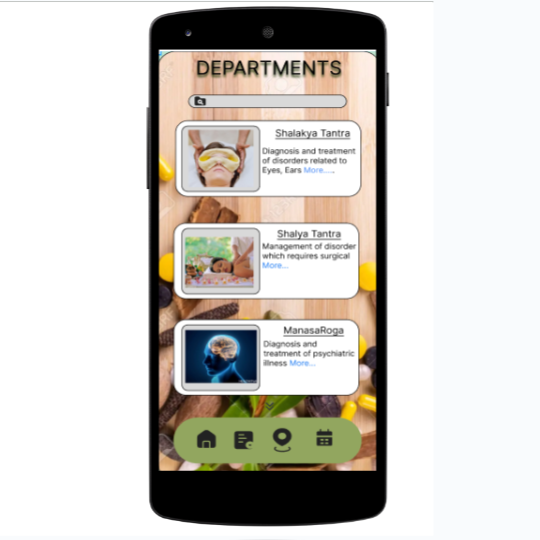 DEPARTMENTS
Shalakya Tantra
Diagnosis and treatment
of disorders related to
Eyes, Ears More.....
Shalya Tantra
Management of disorder
which requires surgical
More...
ManasaRoga
Diagnosis and
treatment of psychiatric
illness More...